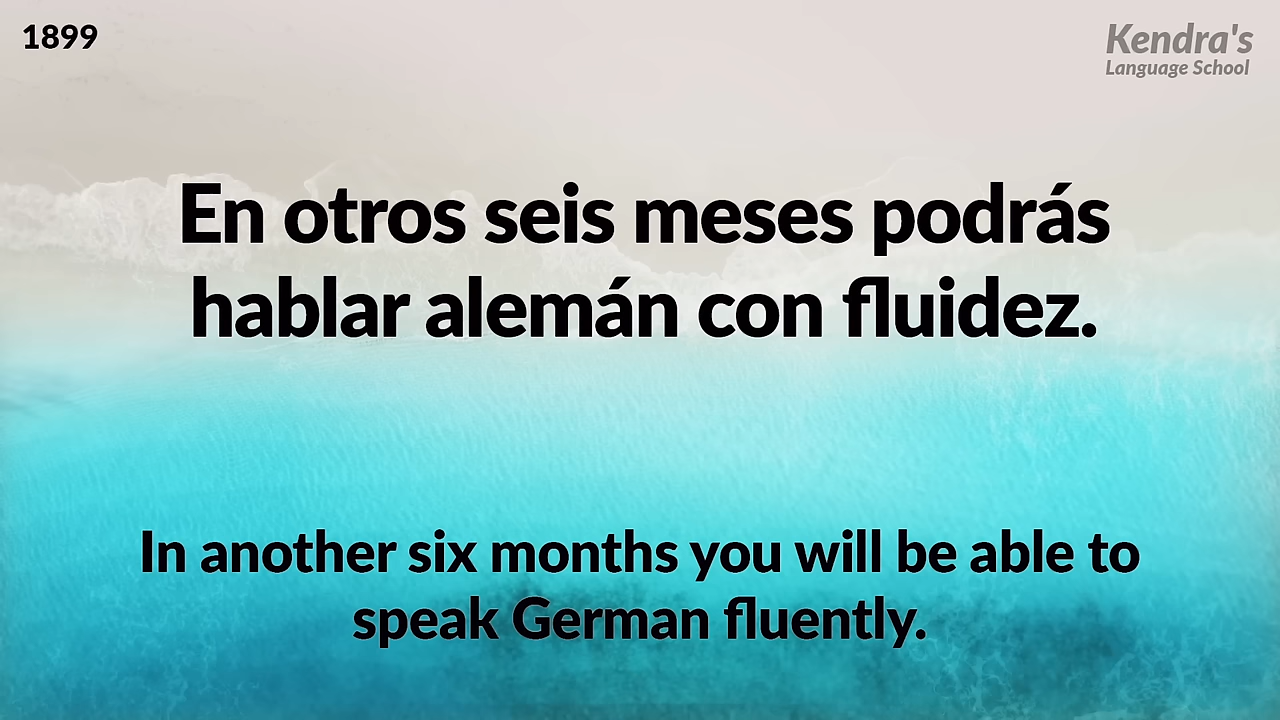 1899
Kendra's
Language School
En otros seis meses podrás
hablar alemán con fluidez.
In another six months you will be able to
speak German fluently.